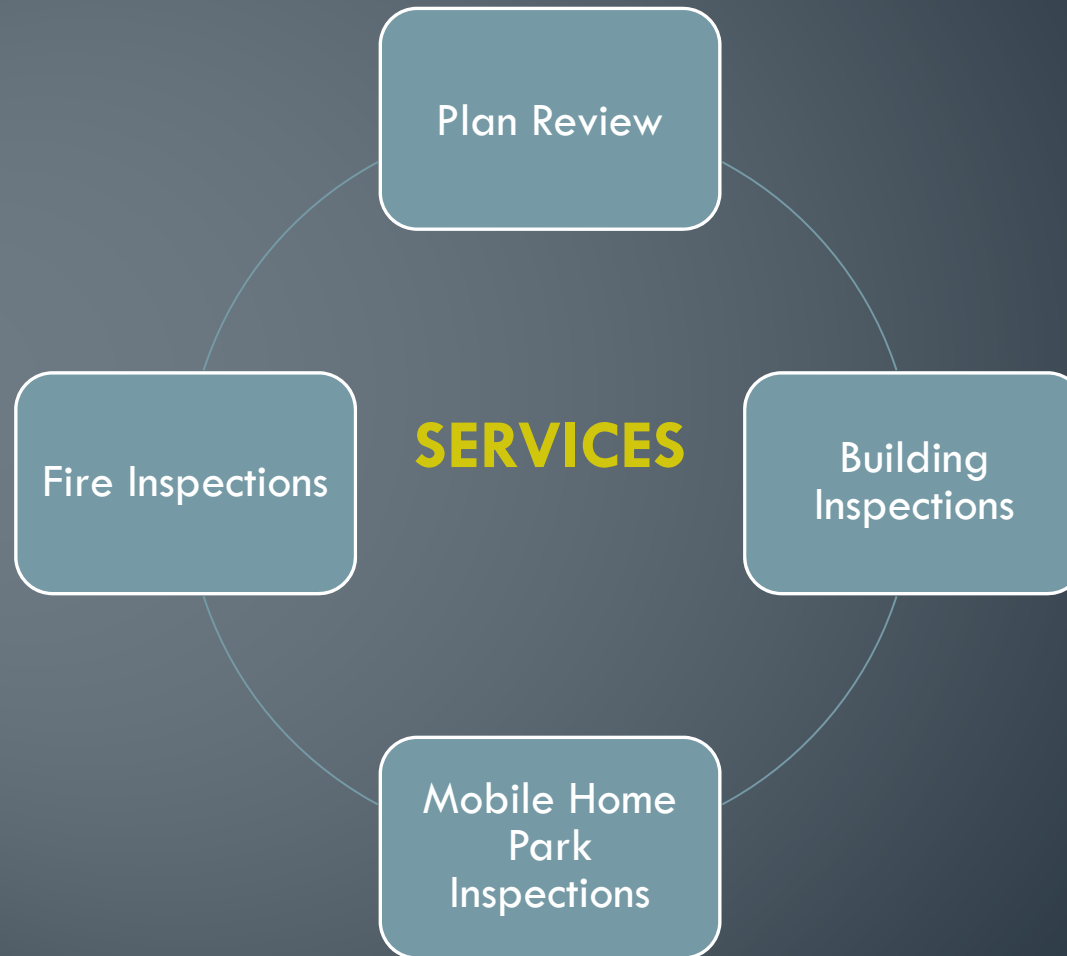 Plan Review
Fire Inspections
SERVICES
Building
Inspections
Mobile Home
Park
Inspections